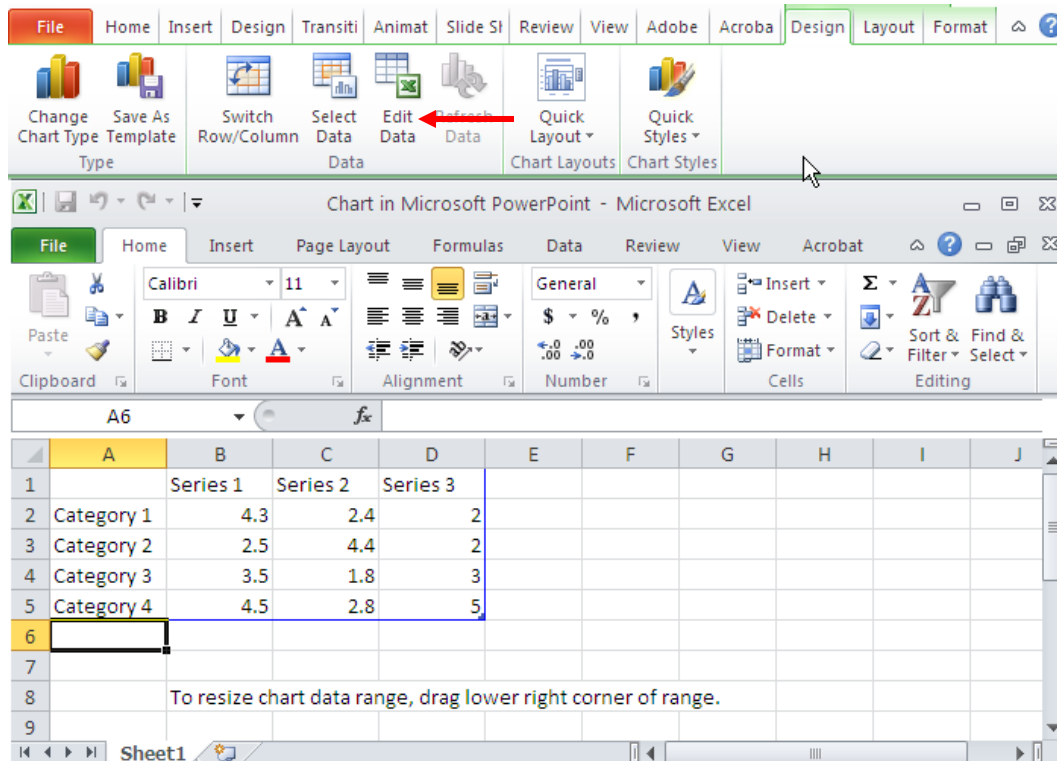 File Home Insert Design Transiti Animat Slide Sh Review View Adobe Acroba Design Layout Format
Change Save As Switch Select Edit Refresh Quick Quick
Chart Type Template Row/Column Data Data Data Layout Styles
Type Data Chart Layouts Chart Styles
Chart in Microsoft PowerPoint - Microsoft Excel
File Home Insert Page Layout Formulas Data Review View Acrobat
Calibri 11 General Insert Σ
Paste B I U A A $ % , Styles Delete Sort & Find &
A .0 .00 .00 .0 Format Filter Select
Clipboard Font Alignment Number Cells Editing
A6 fx
A B C D E F G H I J
1 Series 1 Series 2 Series 3
2 Category 1 4.3 2.4 2
3 Category 2 2.5 4.4 2
4 Category 3 3.5 1.8 3
5 Category 4 4.5 2.8 5
6
7
8 To resize chart data range, drag lower right corner of range.
9
Sheet1